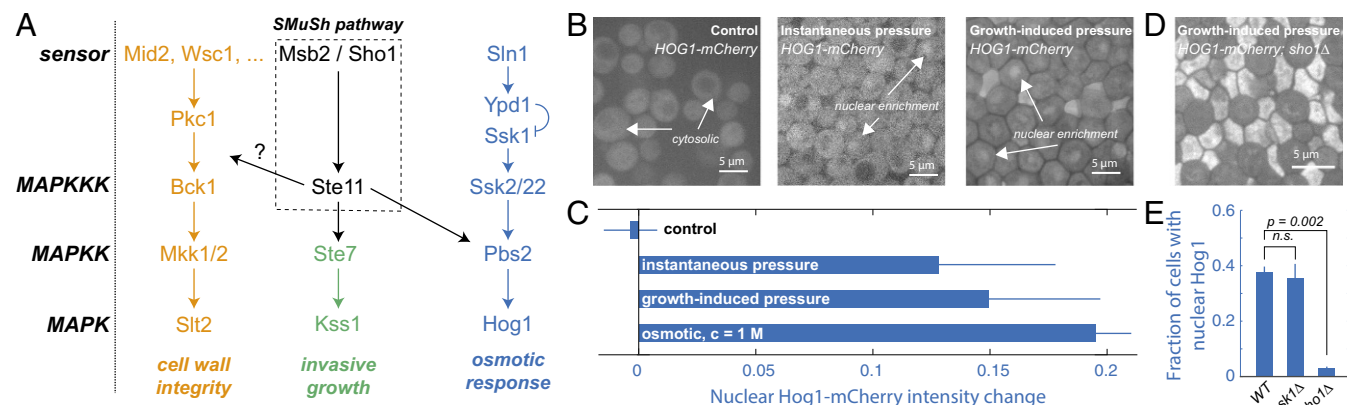 A
SMuSh pathway
sensor
Mid2, Wsc1, ...
Msb2 / Sho1
Sln1
Pkc1
Ypd1
Ssk1
?
MAPKKK
Bck1
Ste11
Ssk2/22
MAPKK
Mkk1/2
Ste7
Pbs2
MAPK
Slt2
Kss1
Hog1
cell wall
integrity
invasive
growth
osmotic
response
B
Control
HOG1-mCherry
cytosolic
5 µm
Instantaneous pressure
HOG1-mCherry
nuclear enrichment
5 µm
Growth-induced pressure
HOG1-mCherry
nuclear enrichment
5 µm
C
control
instantaneous pressure
growth-induced pressure
osmotic, c = 1 M
0
0.05
0.1
0.15
0.2
Nuclear Hog1-mCherry intensity change
D
Growth-induced pressure
HOG1-mCherry; sho1Δ
5 µm
E
Fraction of cells with
nuclear Hog1
0.6
0.4
0.2
0
p = 0.002
n.s.
WT